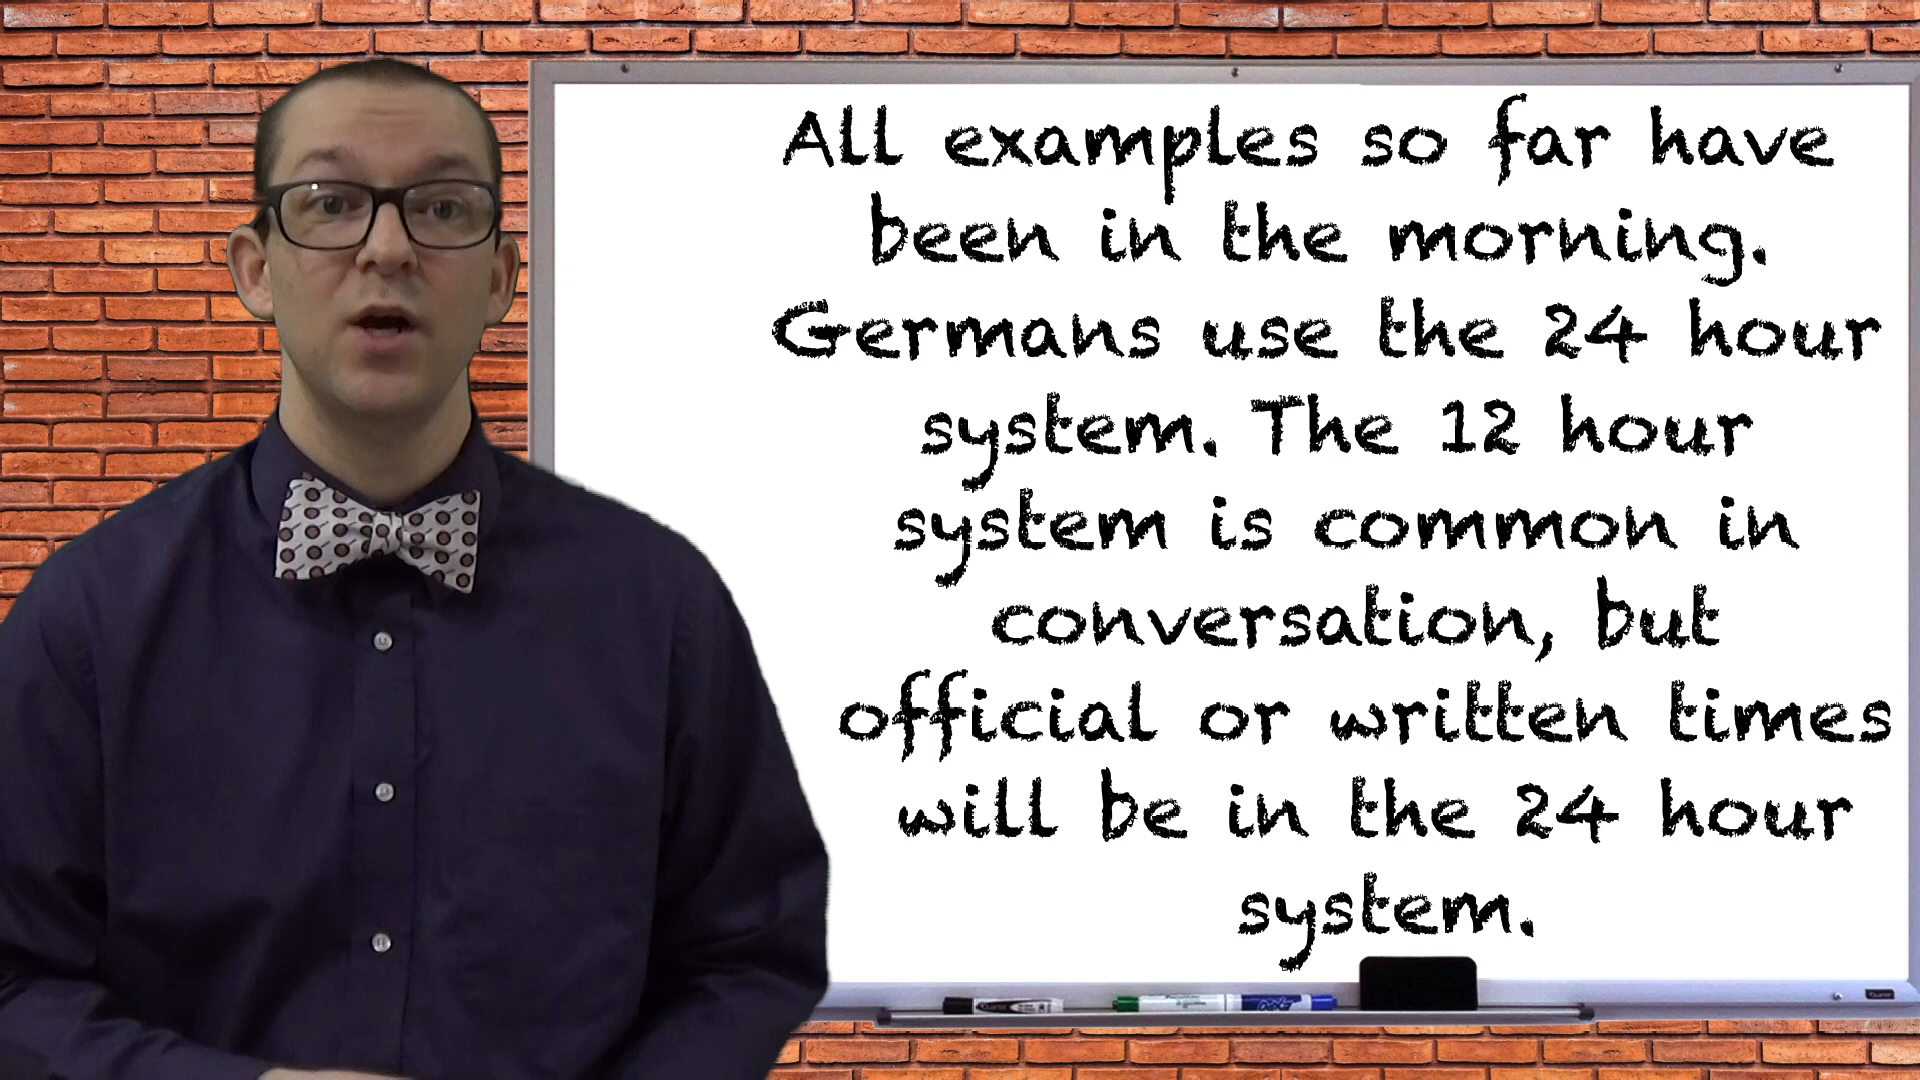 All examples so far have
been in the morning.
Germans use the 24 hour
system. The 12 hour
system is common in
conversation, but
official or written times
will be in the 24 hour
system.